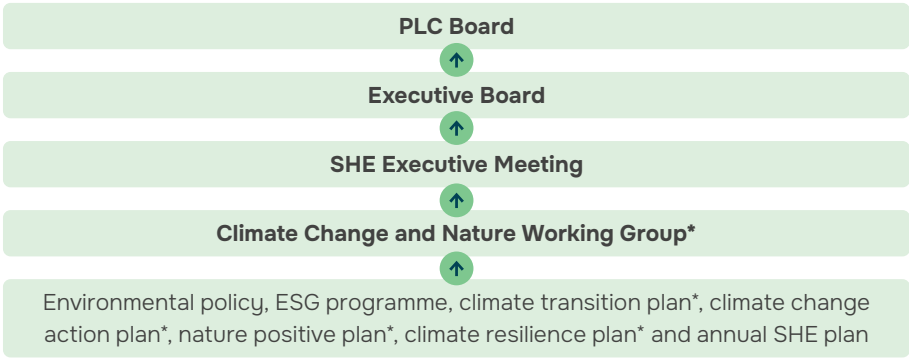 PLC Board
Executive Board
SHE Executive Meeting
Climate Change and Nature Working Group*
Environmental policy, ESG programme, climate transition plan*, climate change
action plan*, nature positive plan*, climate resilience plan* and annual SHE plan